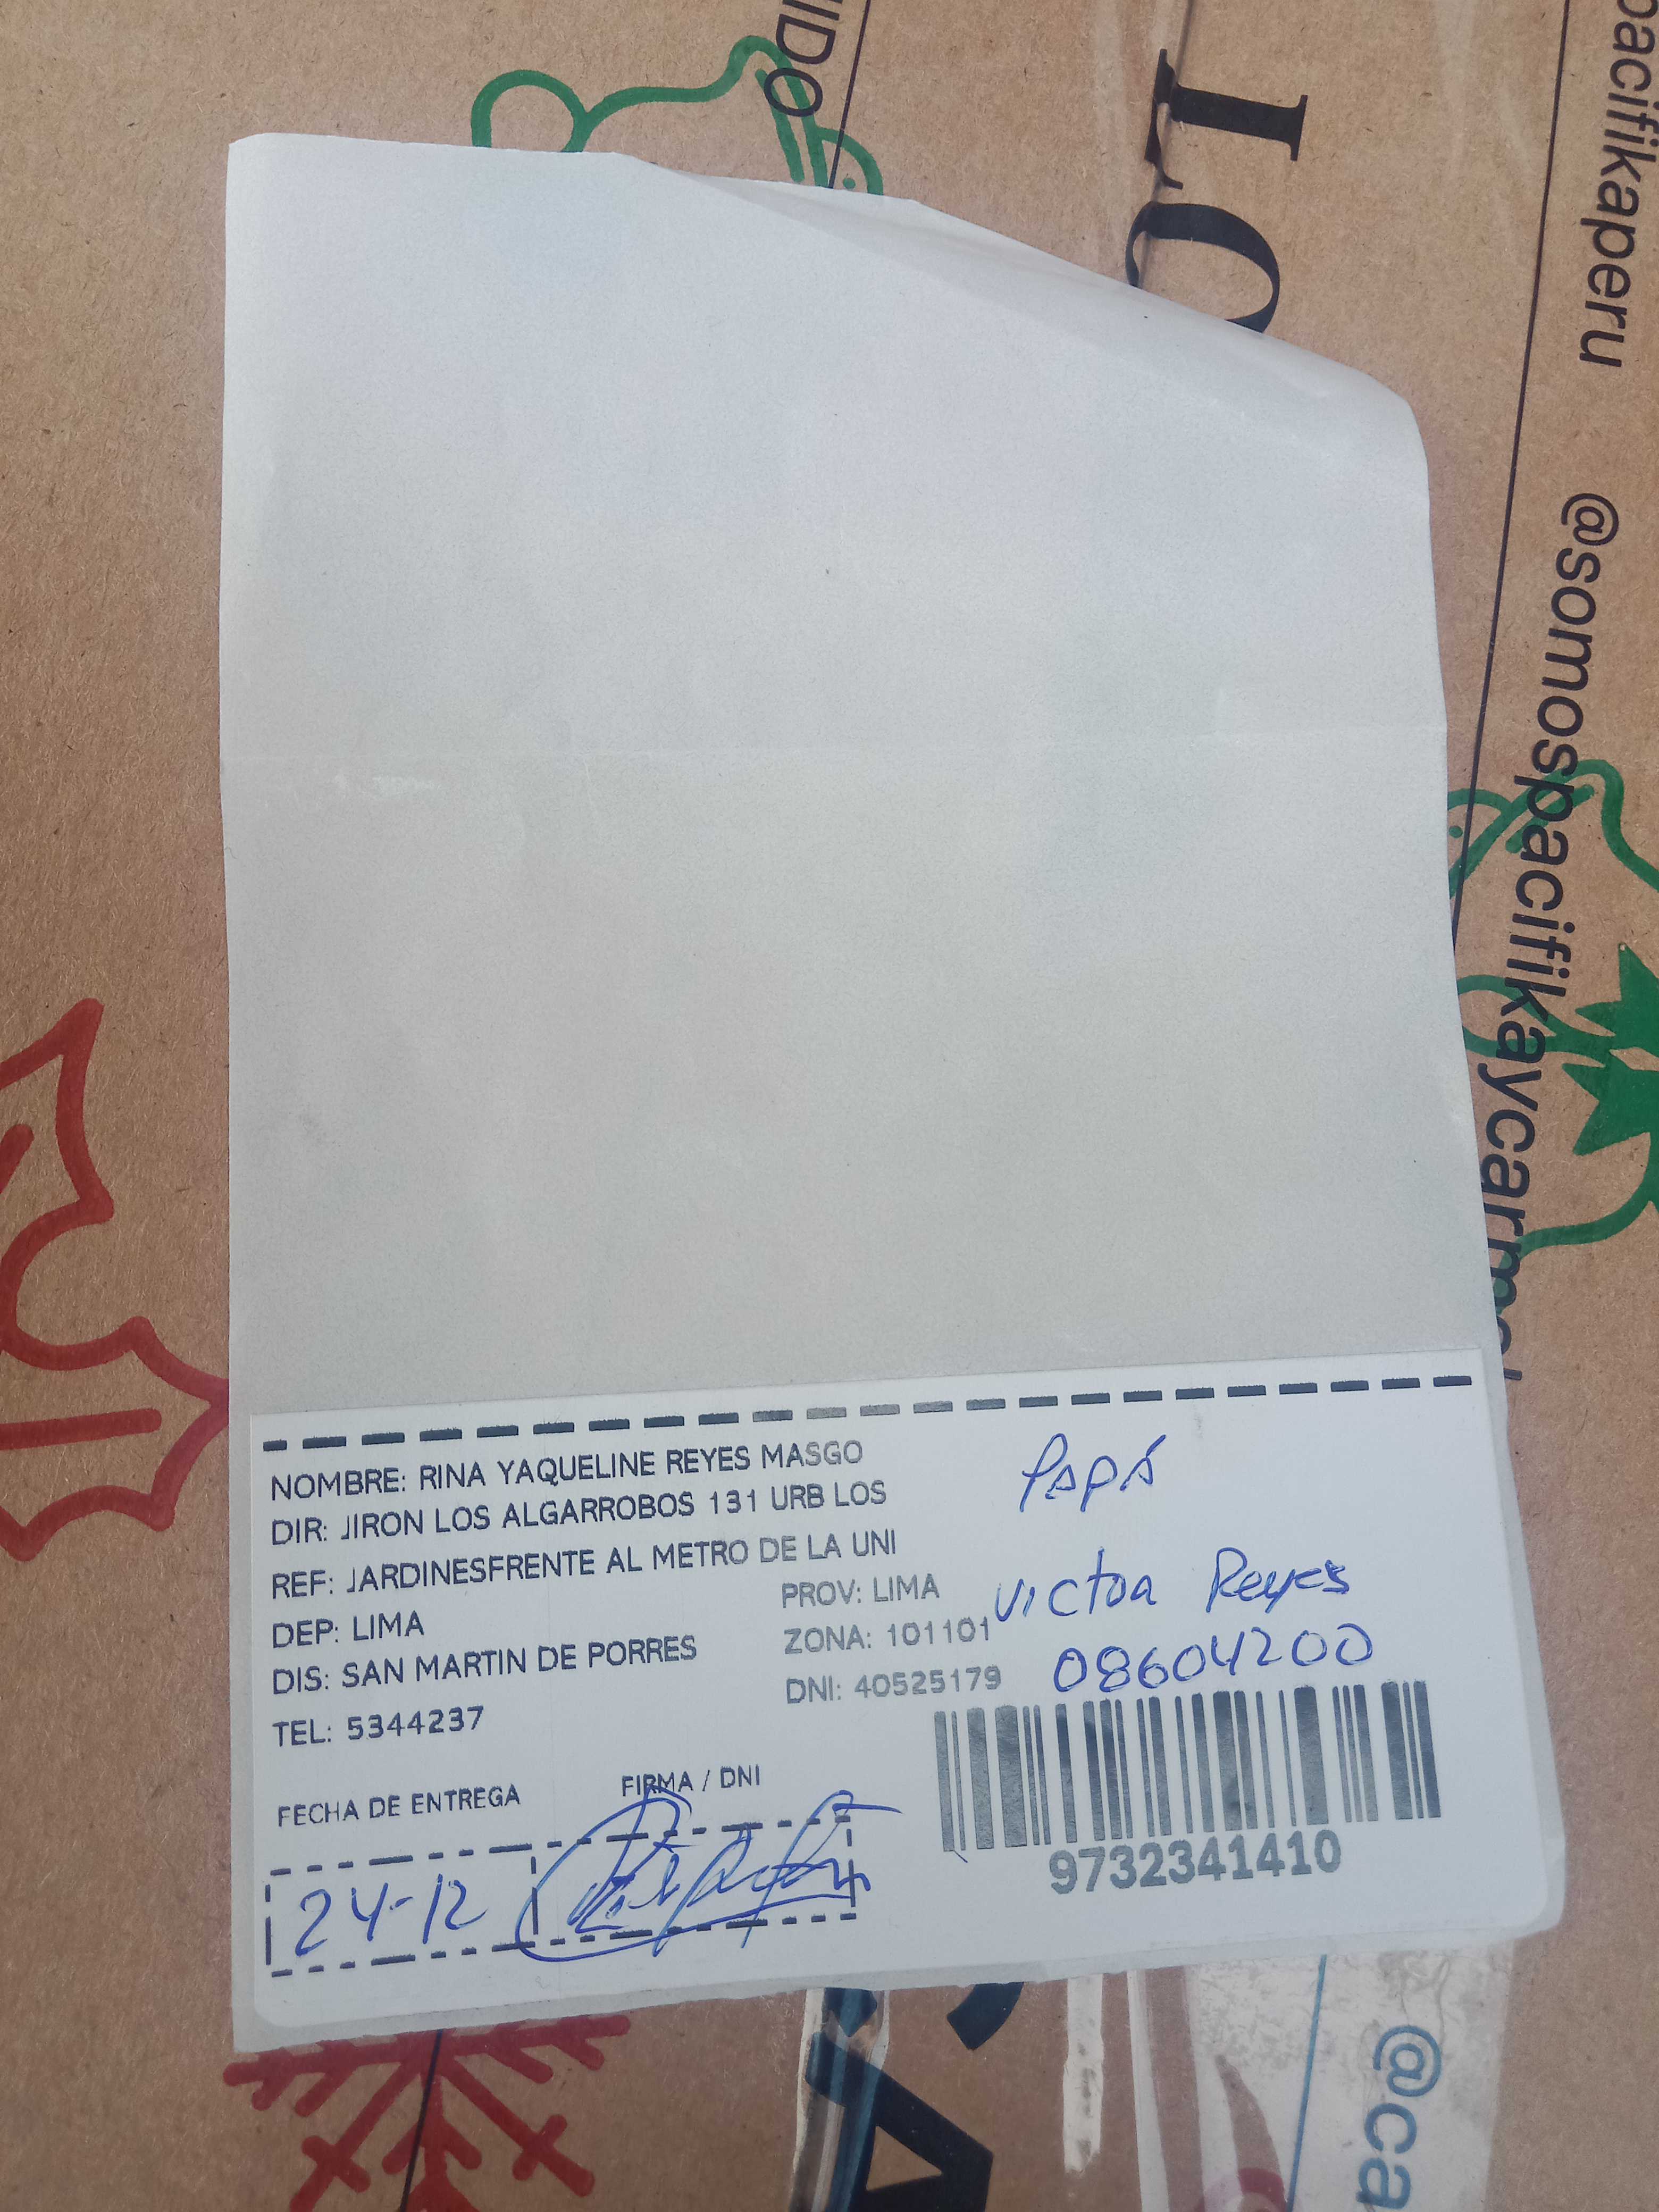 NOMBRE: RINA YAQUELINE REYES MASGO
DIR: JIRON LOS ALGARROBOS 131 URB LOS
REF: JARDINESFRENTE AL METRO DE LA UNI
DEP: LIMA
PROV: LIMA
DIS: SAN MARTIN DE PORRES
ZONA: 101101
TEL: 5344237
DNI: 40525179
Papá
Victoa Reyes
08604200
FECHA DE ENTREGA
FIRMA / DNI
24-12
9732341410
@somospacifikaycarmel
pacifikaperu
@ca
IDO
LO